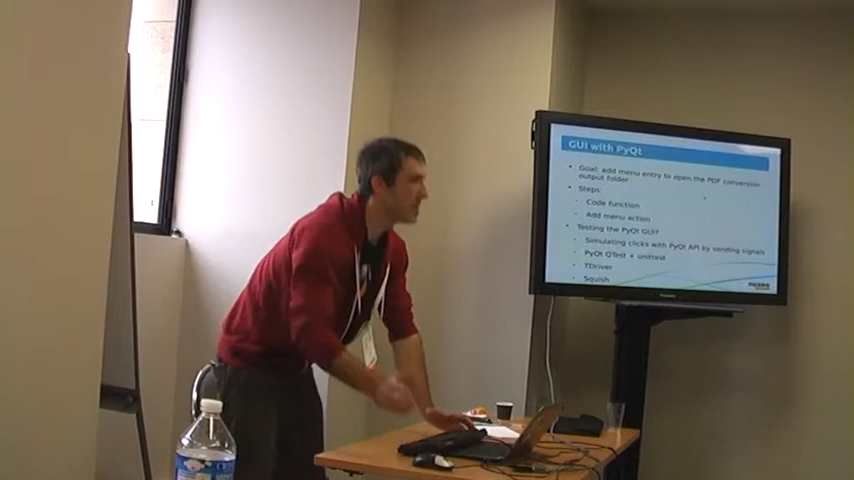 GUI with PyQt
Goal: add menu entry to open the PDF conversion
output folder
Steps:
Code function
Add menu action
Testing the PyQt GUI?
Simulating clicks with PyQt API by sending signals
PyQt QTest + unittest
TDriver
Squish